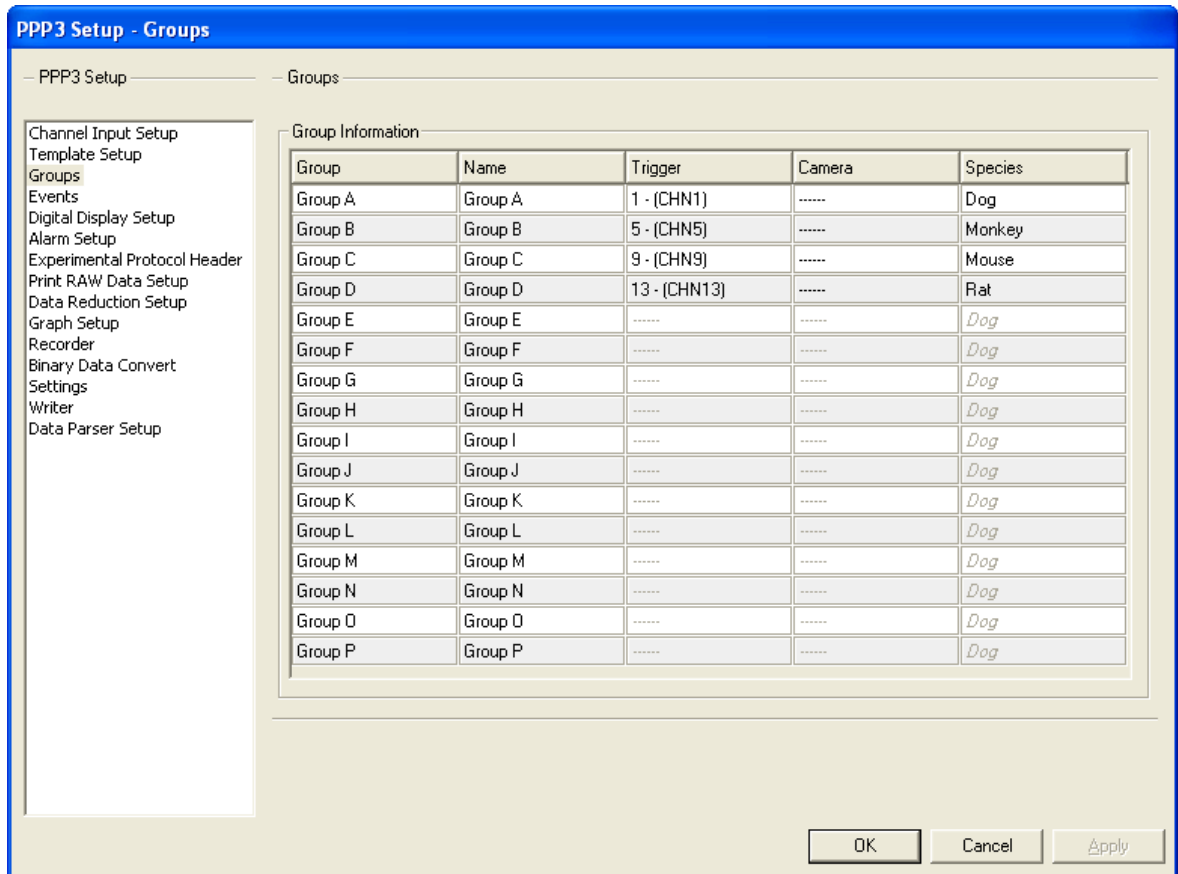 PPP3 Setup - Groups
PPP3 Setup
Channel Input Setup
Template Setup
Groups
Events
Digital Display Setup
Alarm Setup
Experimental Protocol Header
Print RAW Data Setup
Data Reduction Setup
Graph Setup
Recorder
Binary Data Convert
Settings
Writer
Data Parser Setup
Groups
Group Information
Group Name Trigger Camera Species
Group A Group A 1 - (CHN1) ------ Dog
Group B Group B 5 - (CHN5) ------ Monkey
Group C Group C 9 - (CHN9) ------ Mouse
Group D Group D 13 - (CHN13) ------ Rat
Group E Group E ------ ------ Dog
Group F Group F ------ ------ Dog
Group G Group G ------ ------ Dog
Group H Group H ------ ------ Dog
Group I Group I ------ ------ Dog
Group J Group J ------ ------ Dog
Group K Group K ------ ------ Dog
Group L Group L ------ ------ Dog
Group M Group M ------ ------ Dog
Group N Group N ------ ------ Dog
Group O Group O ------ ------ Dog
Group P Group P ------ ------ Dog
OK Cancel Apply